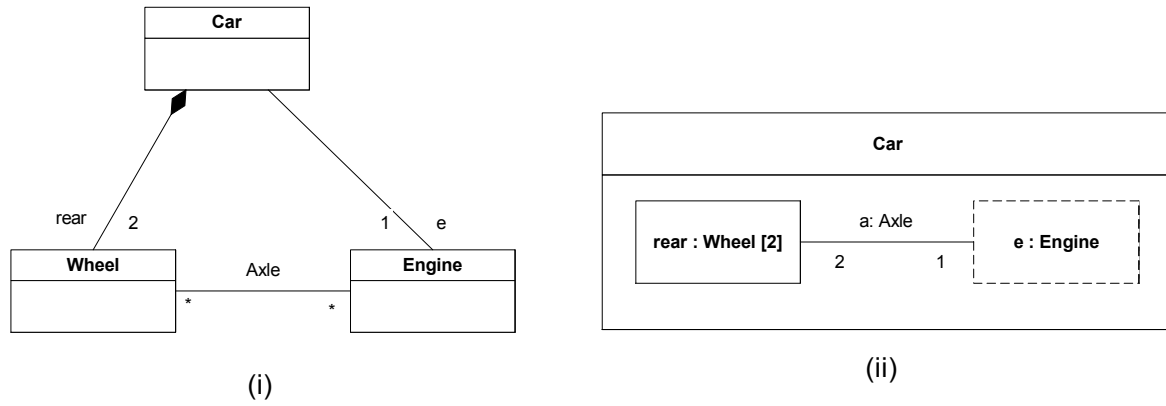 Car
rear
2
1
e
Wheel
Axle
Engine
*
*
(i)
Car
rear : Wheel [2]
a: Axle
e : Engine
2
1
(ii)